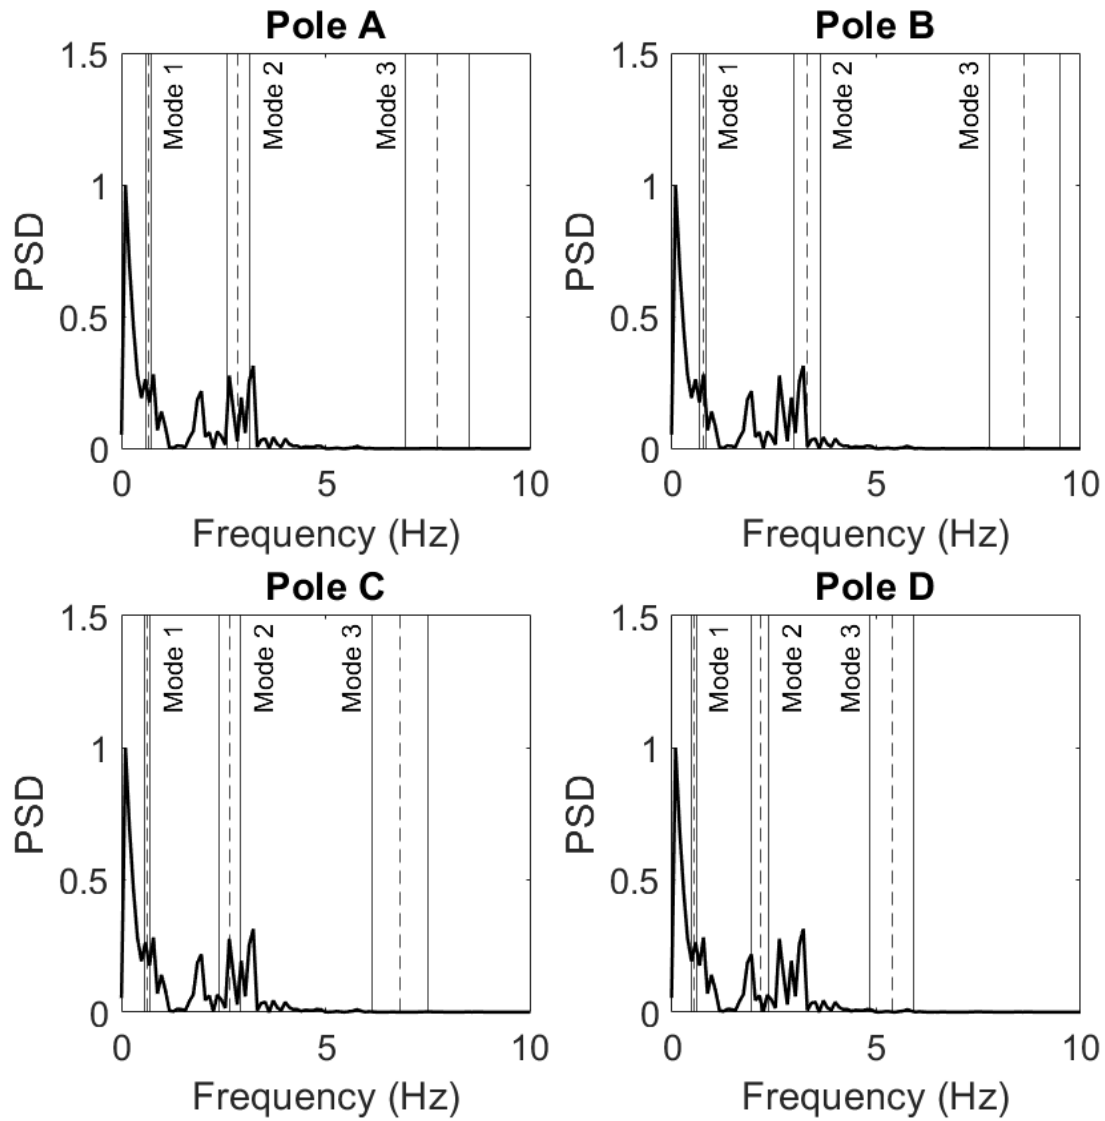 Pole A
1.5
1
0.5
0
PSD
Mode 1
Mode 2
Mode 3
0 5 10
Frequency (Hz)
Pole B
1.5
1
0.5
0
PSD
Mode 1
Mode 2
Mode 3
0 5 10
Frequency (Hz)
Pole C
1.5
1
0.5
0
PSD
Mode 1
Mode 2
Mode 3
0 5 10
Frequency (Hz)
Pole D
1.5
1
0.5
0
PSD
Mode 1
Mode 2
Mode 3
0 5 10
Frequency (Hz)